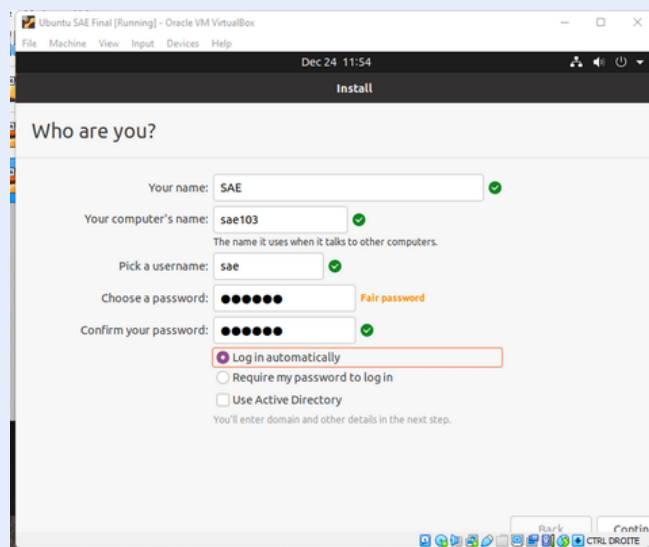 Ubuntu SAE Final [Running] - Oracle VM VirtualBox
File Machine View Input Devices Help
Dec 24 11:54
Install
Who are you?
Your name: SAE
Your computer's name: sae103
The name it uses when it talks to other computers.
Pick a username: sae
Choose a password: ●●●●●● Fair password
Confirm your password: ●●●●●●
Log in automatically
Require my password to log in
Use Active Directory
You'll enter domain and other details in the next step.
Back Contin
CTRL DROITE